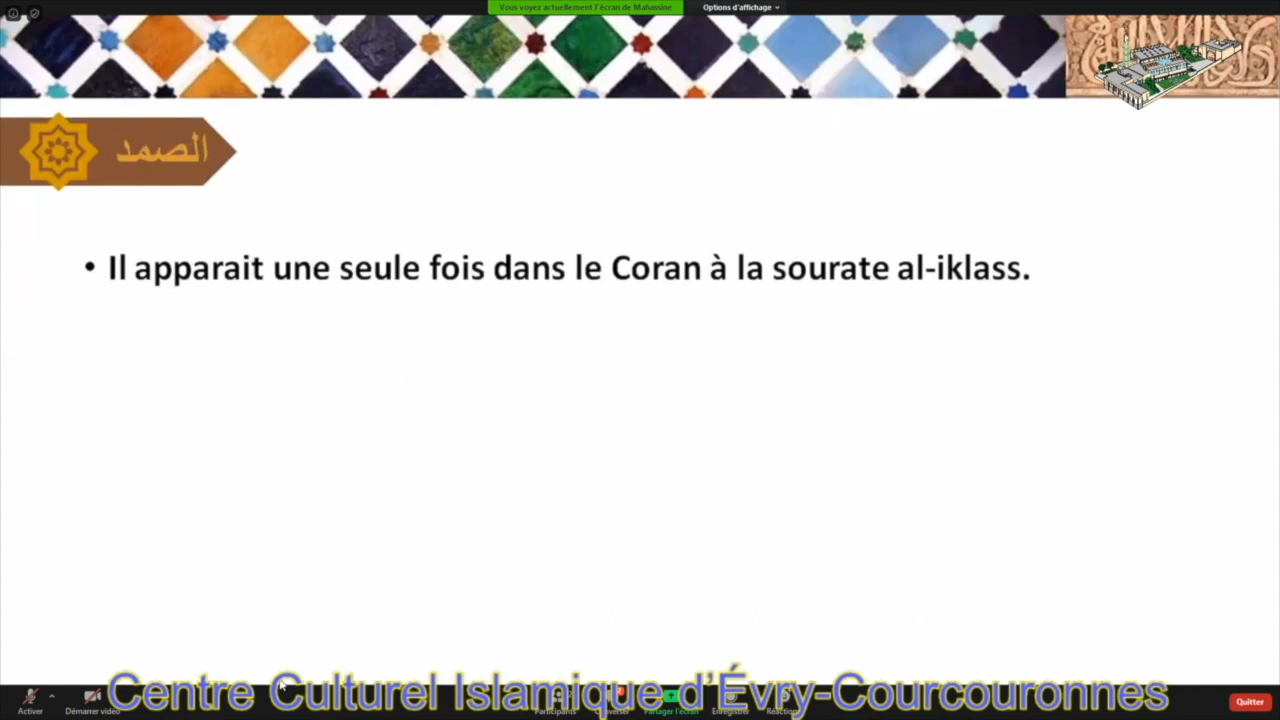 Vous voyez actuellement l'écran de Mahassine
Options d'affichage
الصمد
• Il apparait une seule fois dans le Coran à la sourate al-iklass.
Centre Culturel Islamique d'Évry-Courcouronnes
Activer
Démarrer vidéo
Participants
Converser
Partager l'écran
Enregistrer
Réactions
Quitter